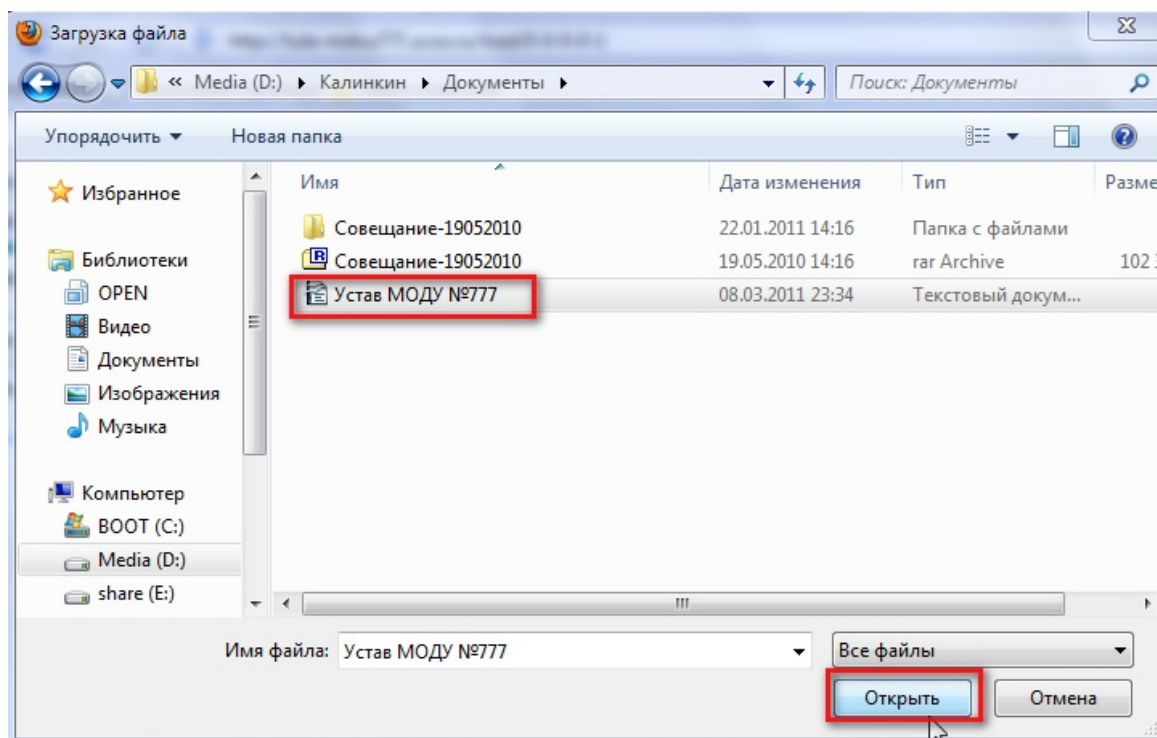 Загрузка файла
« Media (D:) Калинкин Документы
Поиск: Документы
Упорядочить Новая папка
Избранное
Библиотеки
OPEN
Видео
Документы
Изображения
Музыка
Компьютер
BOOT (C:)
Media (D:)
share (E:)
Имя Дата изменения Тип Разме
Совещание-19052010 22.01.2011 14:16 Папка с файлами
Совещание-19052010 19.05.2010 14:16 rar Archive 102
Устав МОДУ №777 08.03.2011 23:34 Текстовый докум...
Имя файла: Устав МОДУ №777 Все файлы
Открыть Отмена